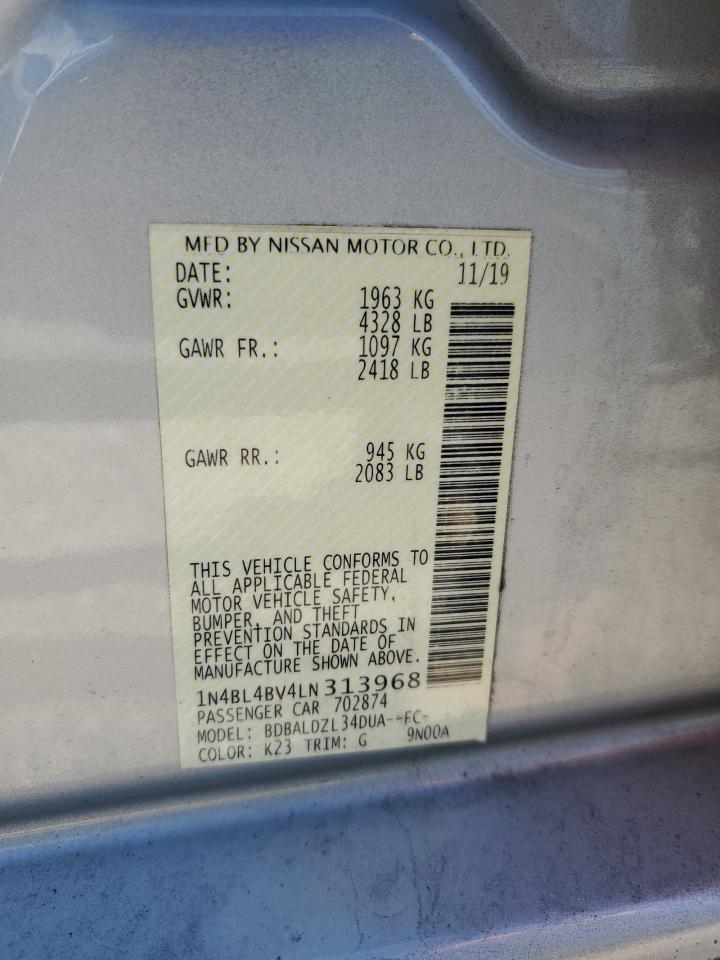 MFD BY NISSAN MOTOR CO., LTD.
DATE: 11/19
GVWR: 1963 KG
4328 LB
GAWR FR.: 1097 KG
2418 LB
GAWR RR.: 945 KG
2083 LB
THIS VEHICLE CONFORMS TO
ALL APPLICABLE FEDERAL
MOTOR VEHICLE SAFETY,
BUMPER, AND THEFT
PREVENTION STANDARDS IN
EFFECT ON THE DATE OF
MANUFACTURE SHOWN ABOVE.
1N4BL4BV4LN313968
PASSENGER CAR 702874
MODEL: BDBALDZL34DUA--FC-
COLOR: K23 TRIM: G 9N00A